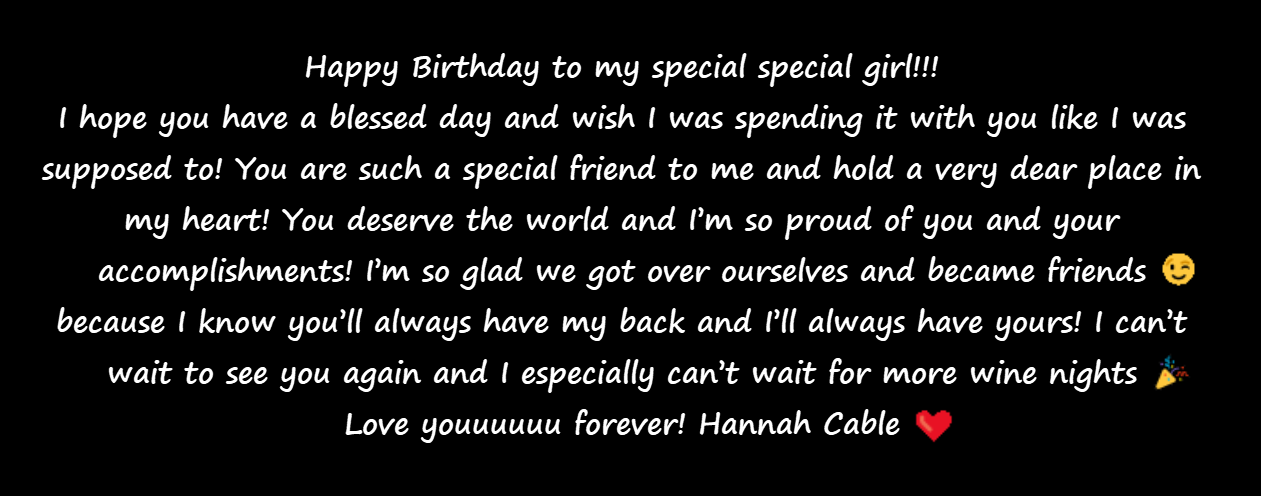 Happy Birthday to my special special girl!!!
I hope you have a blessed day and wish I was spending it with you like I was
supposed to! You are such a special friend to me and hold a very dear place in
my heart! You deserve the world and I’m so proud of you and your
accomplishments! I’m so glad we got over ourselves and became friends 😉
because I know you’ll always have my back and I’ll always have yours! I can’t
wait to see you again and I especially can’t wait for more wine nights 🎉
Love youuuuuu forever! Hannah Cable ❤️